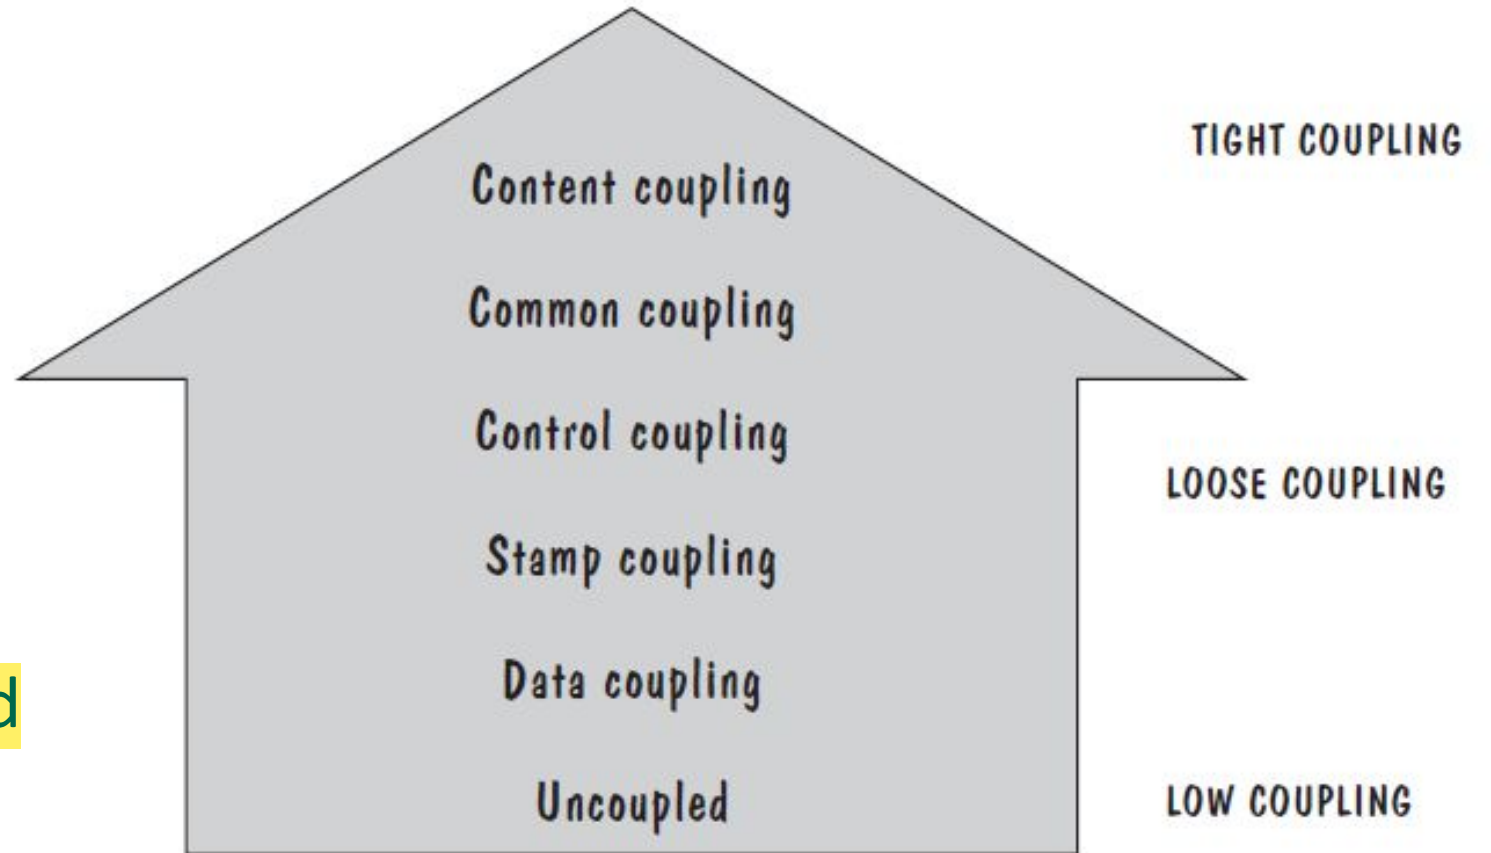 TIGHT COUPLING
Content coupling
Common coupling
Control coupling
LOOSE COUPLING
Stamp coupling
Data coupling
d
Uncoupled
LOW COUPLING